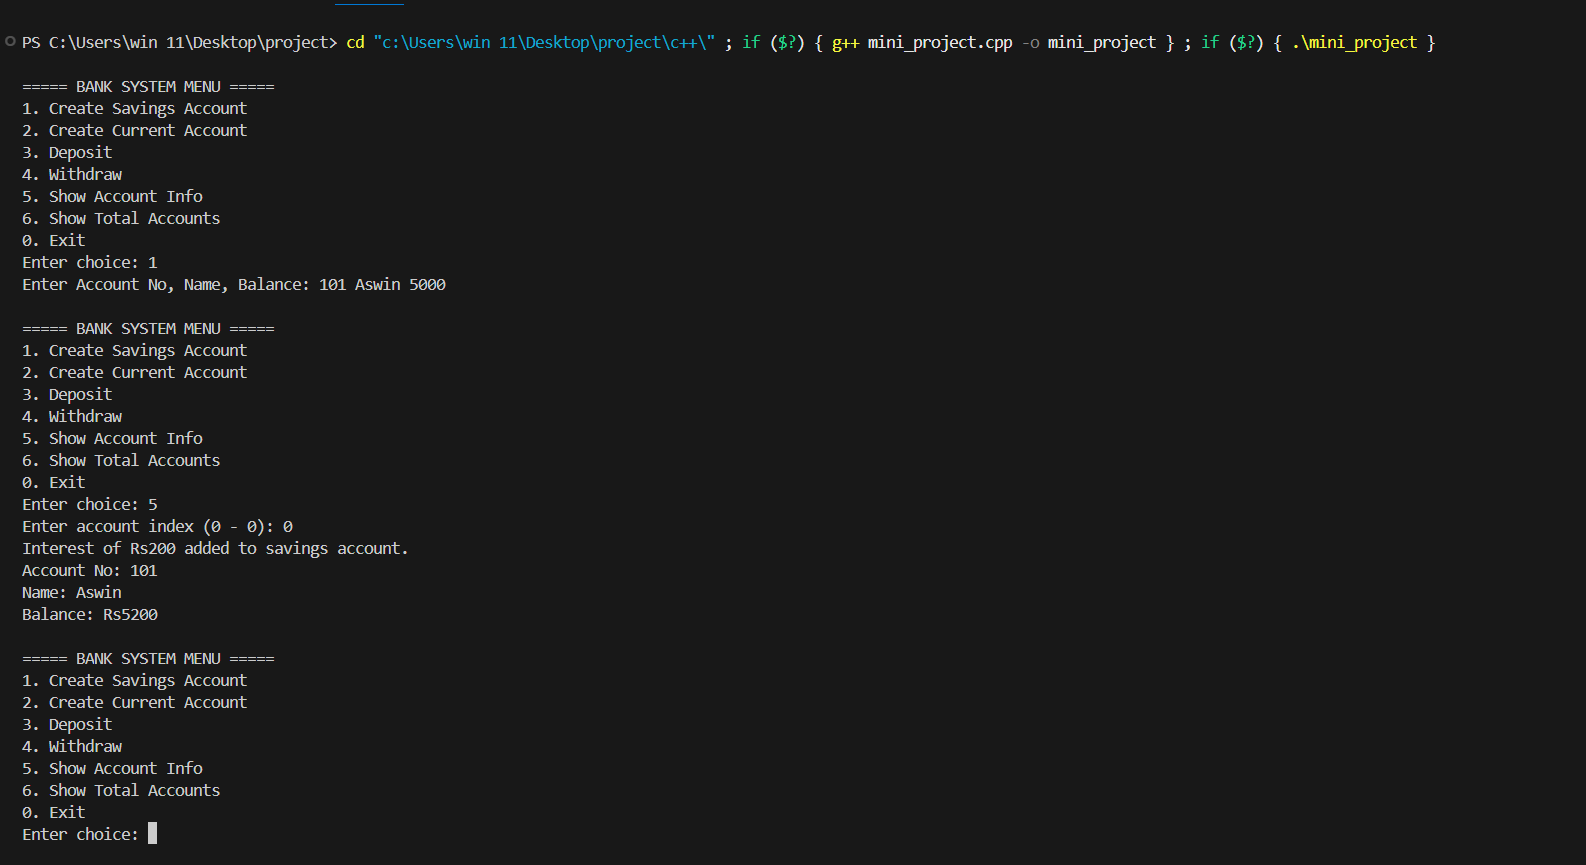 PS C:\Users\win 11\Desktop\project> cd "c:\Users\win 11\Desktop\project\c++\" ; if ($?) { g++ mini_project.cpp -o mini_project } ; if ($?) { .\mini_project }
===== BANK SYSTEM MENU =====
1. Create Savings Account
2. Create Current Account
3. Deposit
4. Withdraw
5. Show Account Info
6. Show Total Accounts
0. Exit
Enter choice: 1
Enter Account No, Name, Balance: 101 Aswin 5000
===== BANK SYSTEM MENU =====
1. Create Savings Account
2. Create Current Account
3. Deposit
4. Withdraw
5. Show Account Info
6. Show Total Accounts
0. Exit
Enter choice: 5
Enter account index (0 - 0): 0
Interest of Rs200 added to savings account.
Account No: 101
Name: Aswin
Balance: Rs5200
===== BANK SYSTEM MENU =====
1. Create Savings Account
2. Create Current Account
3. Deposit
4. Withdraw
5. Show Account Info
6. Show Total Accounts
0. Exit
Enter choice: